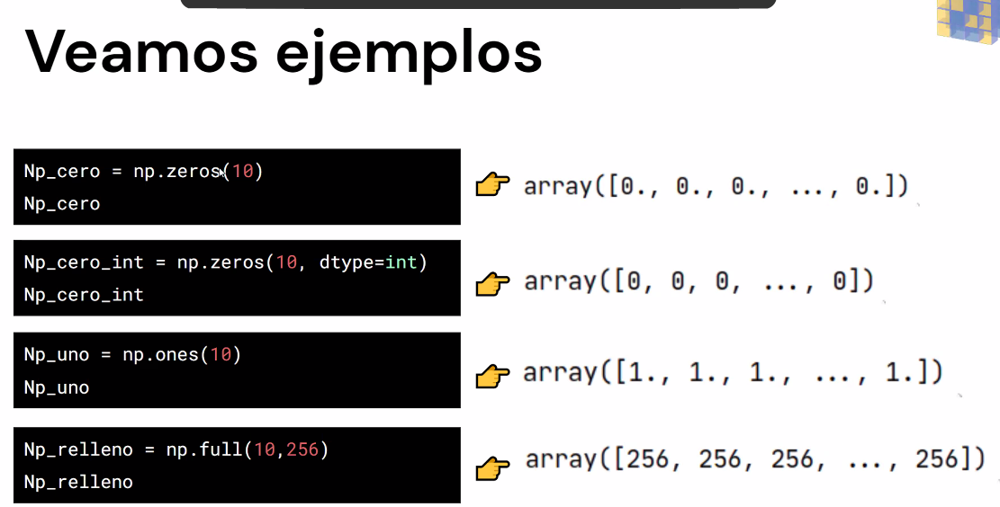 Veamos ejemplos
Np_cero = np.zeros(10)
Np_cero
array([0., 0., 0., ..., 0.])
Np_cero_int = np.zeros(10, dtype=int)
Np_cero_int
array([0, 0, 0, ..., 0])
Np_uno = np.ones(10)
Np_uno
array([1., 1., 1., ..., 1.])
Np_relleno = np.full(10,256)
Np_relleno
array([256, 256, 256, ..., 256])